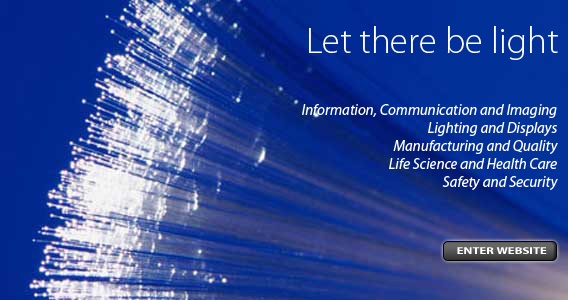 Let there be light
Information, Communication and Imaging
Lighting and Displays
Manufacturing and Quality
Life Science and Health Care
Safety and Security
ENTER WEBSITE